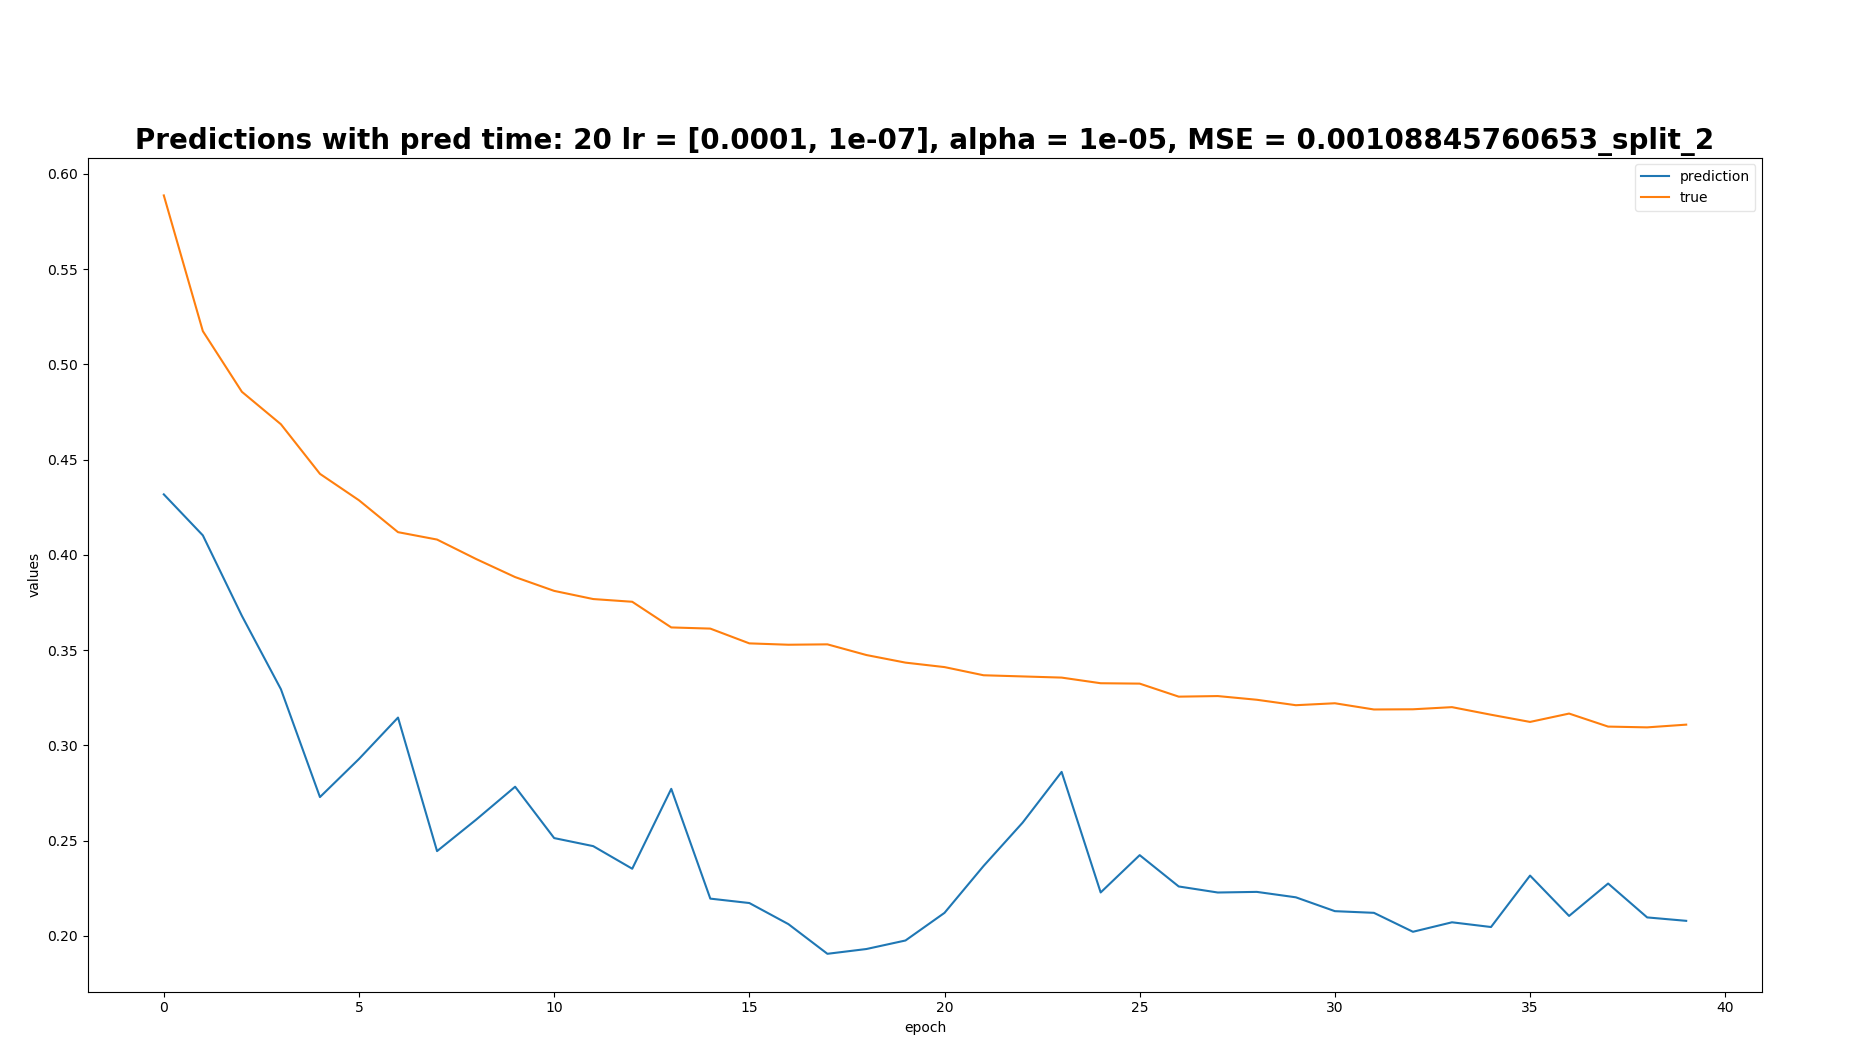 Predictions with pred time: 20 lr = [0.0001, 1e-07], alpha = 1e-05, MSE = 0.00108845760653_split_2
prediction
true
0.60
0.55
0.50
0.45
0.40
0.35
0.30
0.25
0.20
values
0 5 10 15 20 25 30 35 40
epoch